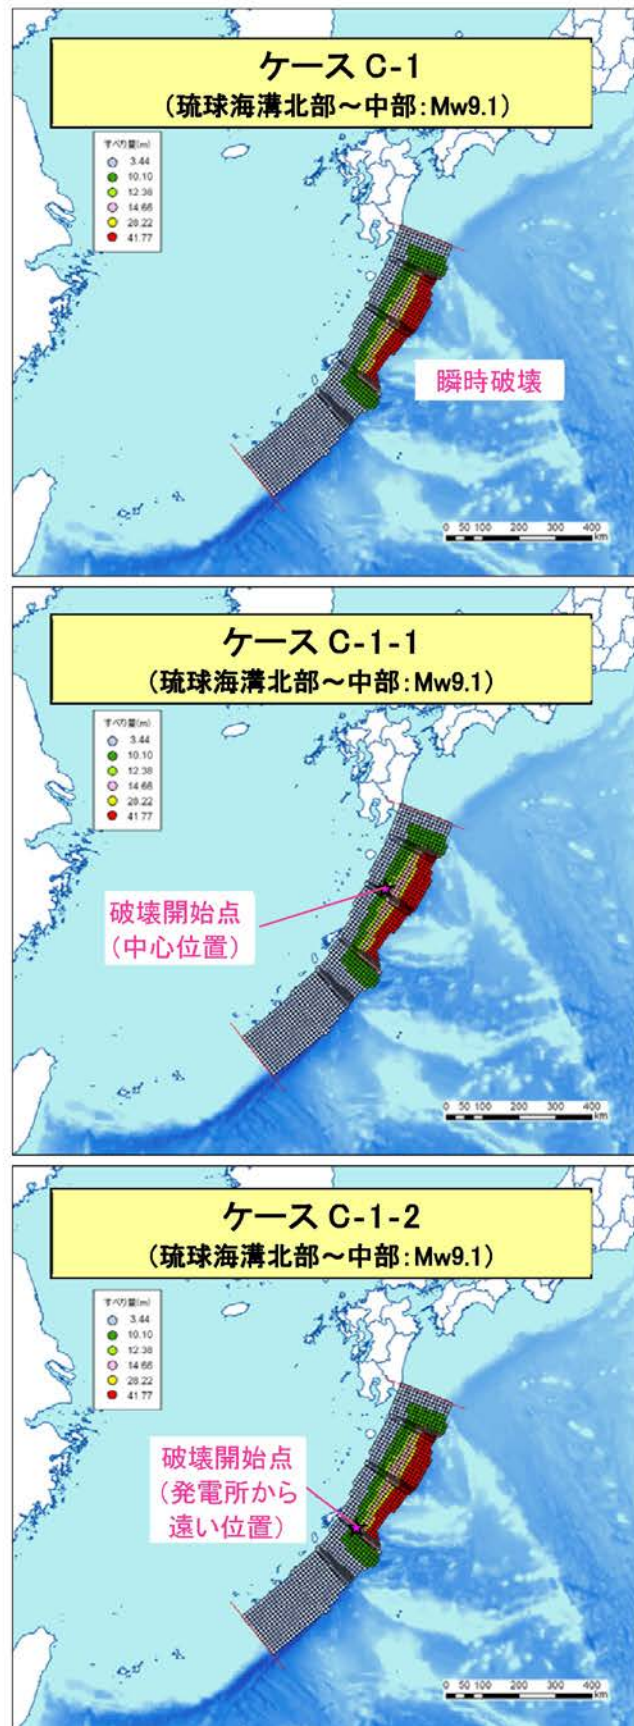 ケース C-1
(琉球海溝北部～中部:Mw9.1)
すべり量(m)
3.44
10.10
12.38
14.66
28.22
41.77
瞬時破壊
0 50 100 200 300 400
km
ケース C-1-1
(琉球海溝北部～中部:Mw9.1)
すべり量(m)
3.44
10.10
12.38
14.66
28.22
41.77
破壊開始点
(中心位置)
0 50 100 200 300 400
km
ケース C-1-2
(琉球海溝北部～中部:Mw9.1)
すべり量(m)
3.44
10.10
12.38
14.66
28.22
41.77
破壊開始点
(発電所から
遠い位置)
0 50 100 200 300 400
km